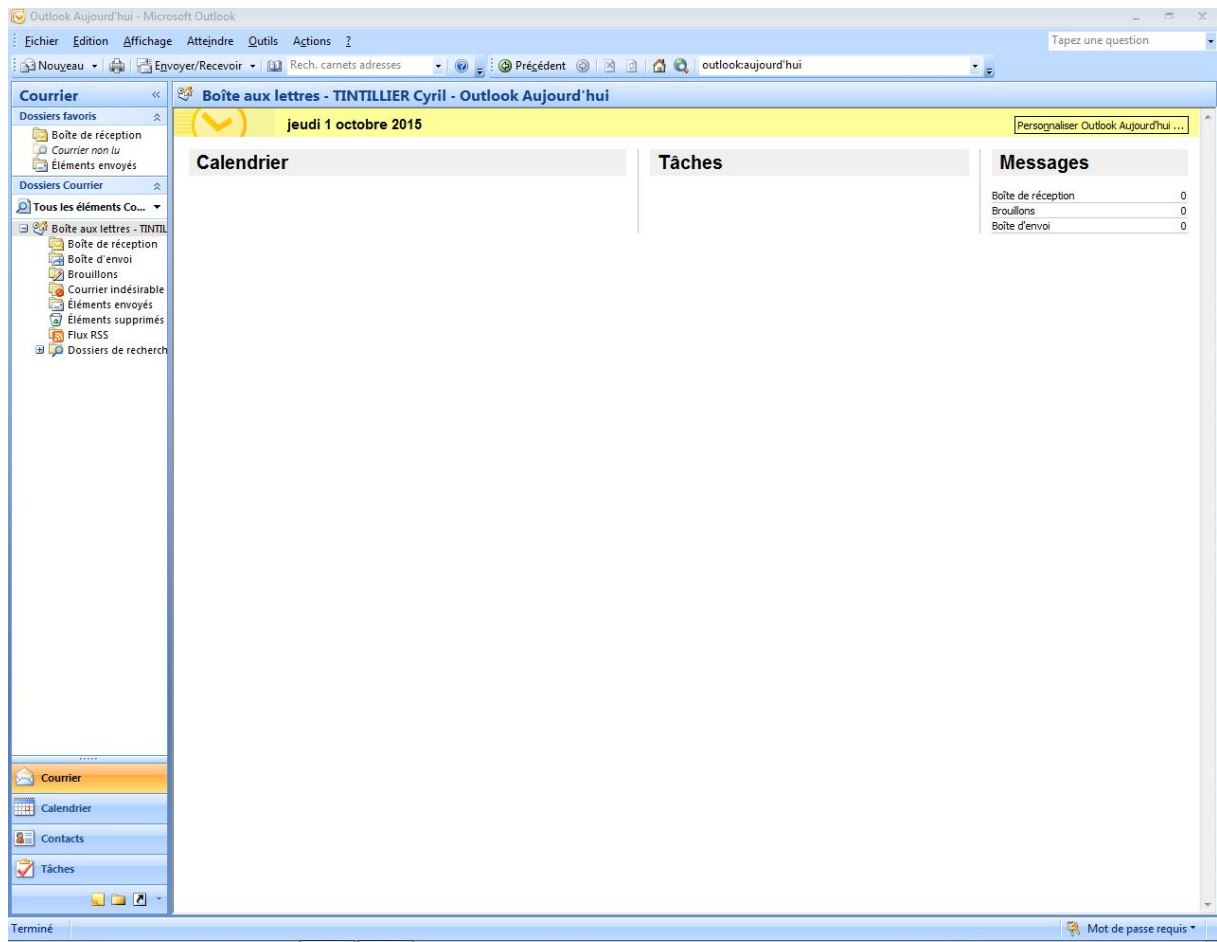 Outlook Aujourd'hui - Microsoft Outlook
Fichier Edition Affichage Atteindre Outils Actions ? Tapez une question
Nouveau Envoyer/Recevoir Rech. carnets adresses Précédent outlook:aujourd'hui
Courrier «
Boîte aux lettres - TINTILLIER Cyril - Outlook Aujourd'hui
Dossiers favoris
Boîte de réception
Courrier non lu
Éléments envoyés
Dossiers Courrier
Tous les éléments Co...
Boîte aux lettres - TINTIL
Boîte de réception
Boîte d'envoi
Brouillons
Courrier indésirable
Éléments envoyés
Éléments supprimés
Flux RSS
Dossiers de recherch
jeudi 1 octobre 2015
Personnaliser Outlook Aujourd'hui ...
Calendrier
Tâches
Messages
Boîte de réception 0
Brouillons 0
Boîte d'envoi 0
Courrier
Calendrier
Contacts
Tâches
Terminé
Mot de passe requis